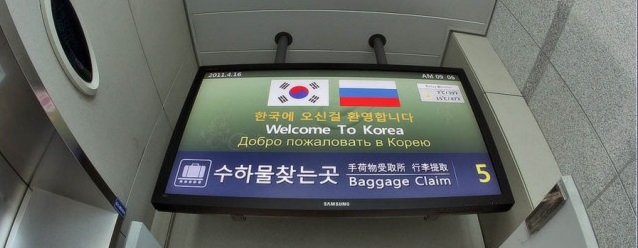 2011.4.16 AM 09 06
한국에 오신걸 환영합니다
Welcome To Korea
Добро пожаловать в Корею
수하물찾는곳 手荷物受取所 行李提取 5
Baggage Claim
SAMSUNG